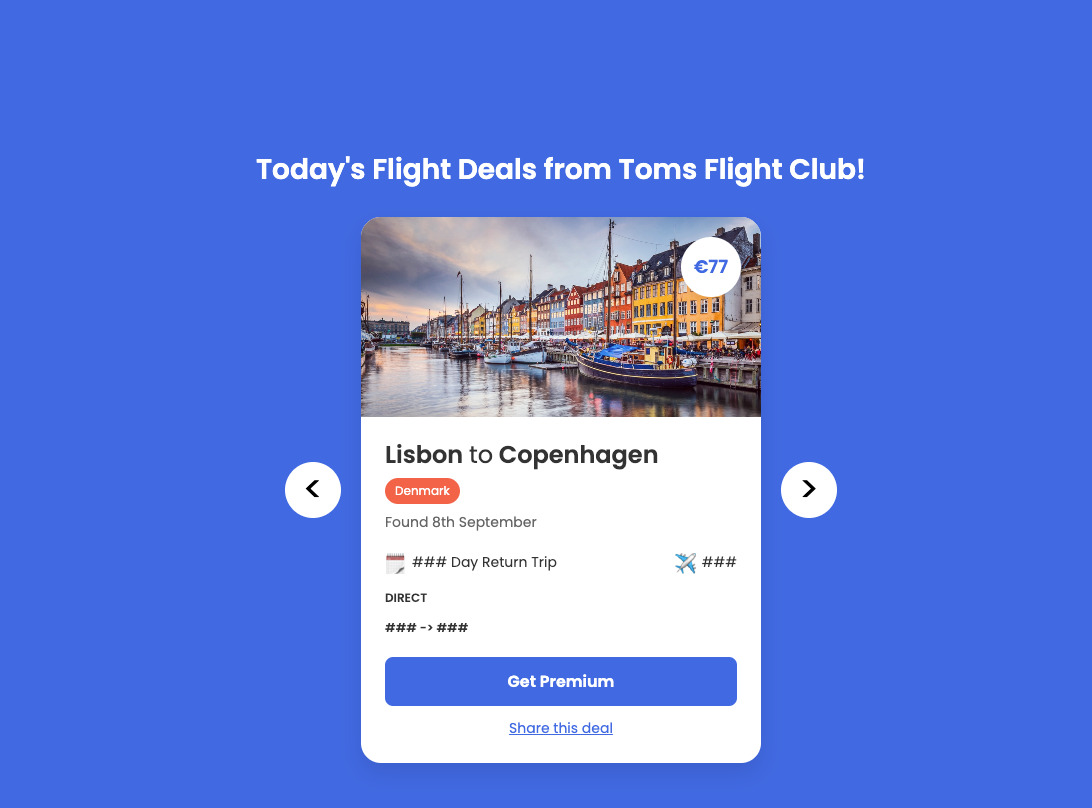 Today's Flight Deals from Toms Flight Club!
€77
Lisbon to Copenhagen
Denmark
Found 8th September
### Day Return Trip
###
DIRECT
### -> ###
<
>
Get Premium
Share this deal